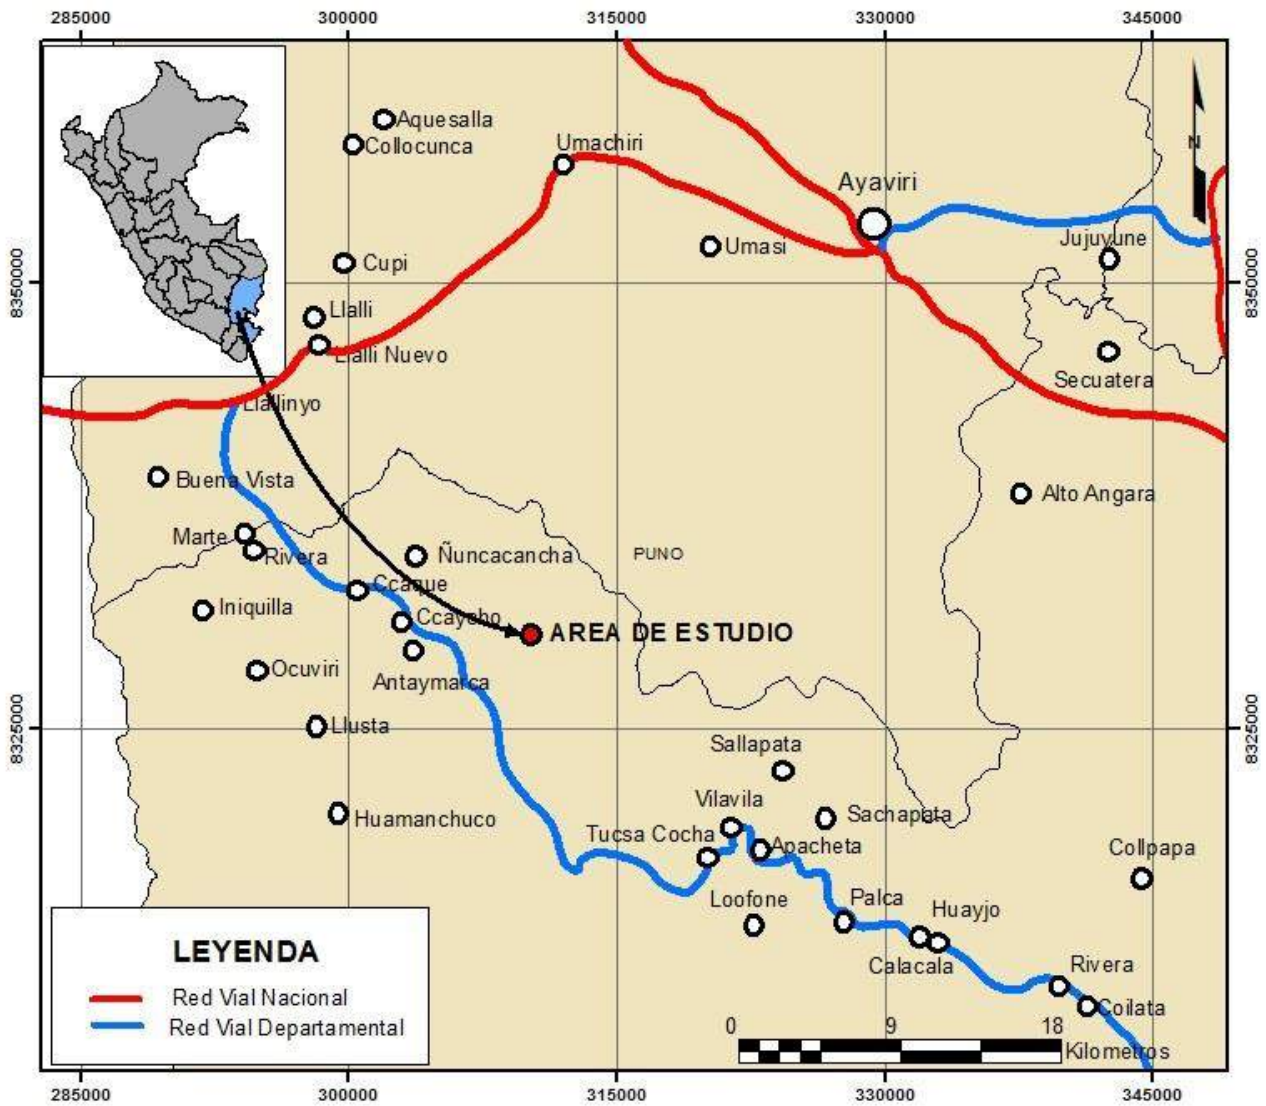 285000 300000 315000 330000 345000
Aquesalla
Collocunca
Umachiri
N
Ayaviri
Jujuvune
Umasi
Cupi
8350000 8350000
Llalli
Llalli Nuevo
Secuatera
Llallinyo
Buena Vista
Alto Angara
Marte
Rivera
Ñuncacancha
PUNO
Ccaque
Iniquilla
Ccaycho
AREA DE ESTUDIO
Ocuviri
Antaymarca
Llusta
8325000 8325000
Sallapata
Vilavila
Huamanchuco
Sachapata
Tucsa Cocha
Apacheta
Collpapa
Loofone
Palca
Huayjo
LEYENDA
Calacala
Rivera
Red Vial Nacional
Coilata
Red Vial Departamental
0 9 18
Kilometros
285000 300000 315000 330000 345000